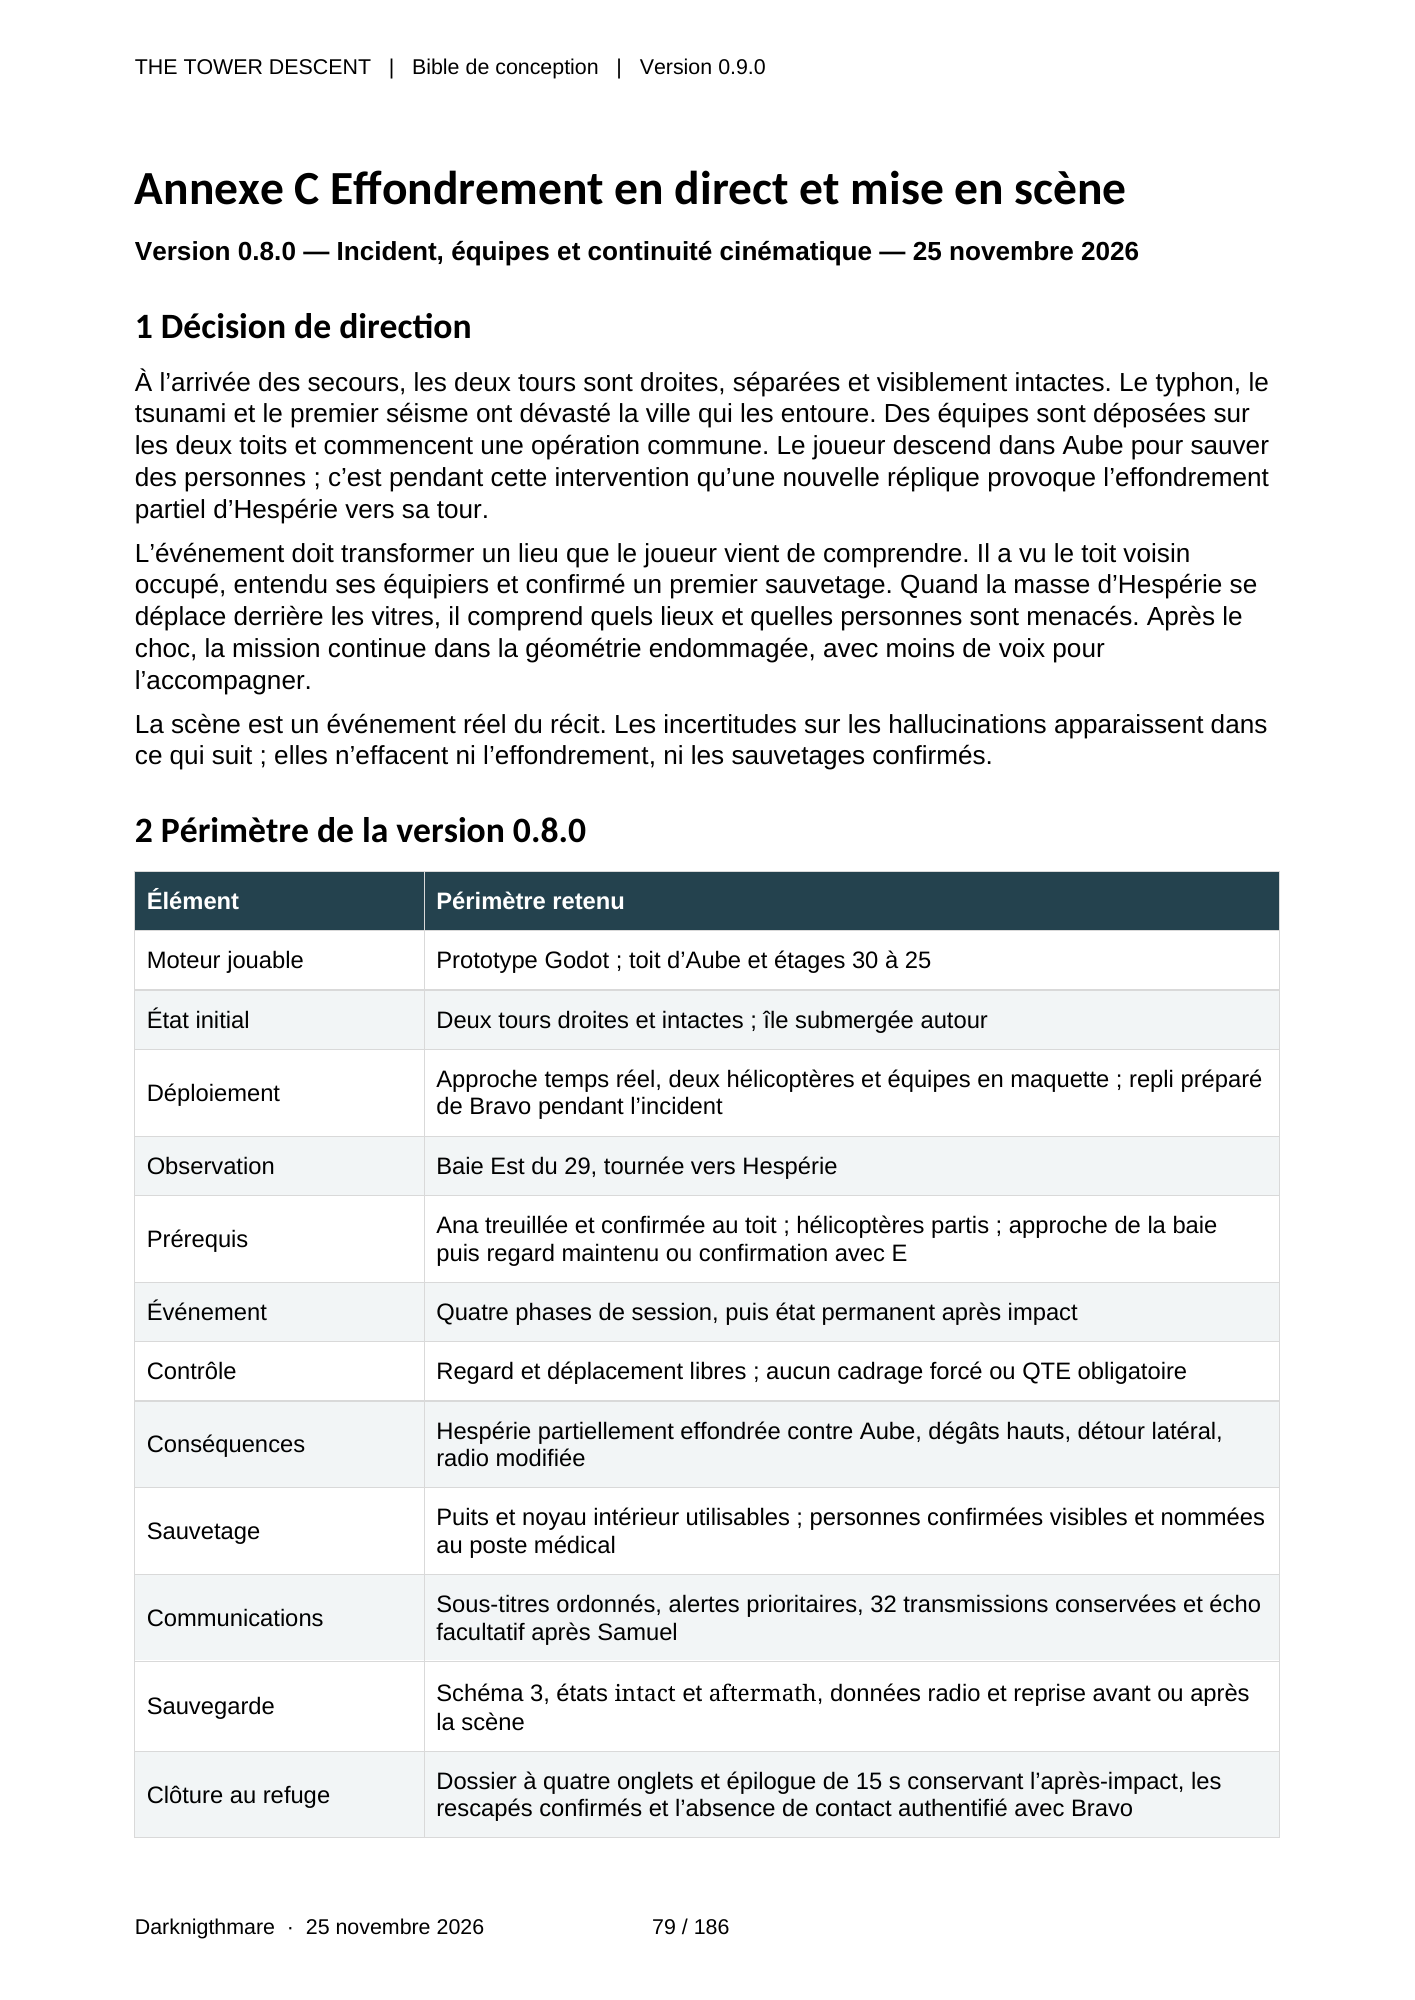 THE TOWER DESCENT | Bible de conception | Version 0.9.0
Annexe C Effondrement en direct et mise en scène
Version 0.8.0 — Incident, équipes et continuité cinématique — 25 novembre 2026
1 Décision de direction
À l’arrivée des secours, les deux tours sont droites, séparées et visiblement intactes. Le typhon, le
tsunami et le premier séisme ont dévasté la ville qui les entoure. Des équipes sont déposées sur
les deux toits et commencent une opération commune. Le joueur descend dans Aube pour sauver
des personnes ; c’est pendant cette intervention qu’une nouvelle réplique provoque l’effondrement
partiel d’Hespérie vers sa tour.
L’événement doit transformer un lieu que le joueur vient de comprendre. Il a vu le toit voisin
occupé, entendu ses équipiers et confirmé un premier sauvetage. Quand la masse d’Hespérie se
déplace derrière les vitres, il comprend quels lieux et quelles personnes sont menacés. Après le
choc, la mission continue dans la géométrie endommagée, avec moins de voix pour
l’accompagner.
La scène est un événement réel du récit. Les incertitudes sur les hallucinations apparaissent dans
ce qui suit ; elles n’effacent ni l’effondrement, ni les sauvetages confirmés.
2 Périmètre de la version 0.8.0
Élément Périmètre retenu
Moteur jouable Prototype Godot ; toit d’Aube et étages 30 à 25
État initial Deux tours droites et intactes ; île submergée autour
Déploiement Approche temps réel, deux hélicoptères et équipes en maquette ; repli préparé
de Bravo pendant l’incident
Observation Baie Est du 29, tournée vers Hespérie
Prérequis Ana treuillée et confirmée au toit ; hélicoptères partis ; approche de la baie
puis regard maintenu ou confirmation avec E
Événement Quatre phases de session, puis état permanent après impact
Contrôle Regard et déplacement libres ; aucun cadrage forcé ou QTE obligatoire
Conséquences Hespérie partiellement effondrée contre Aube, dégâts hauts, détour latéral,
radio modifiée
Sauvetage Puits et noyau intérieur utilisables ; personnes confirmées visibles et nommées
au poste médical
Communications Sous-titres ordonnés, alertes prioritaires, 32 transmissions conservées et écho
facultatif après Samuel
Sauvegarde Schéma 3, états intact et aftermath, données radio et reprise avant ou après
la scène
Clôture au refuge Dossier à quatre onglets et épilogue de 15 s conservant l’après-impact, les
rescapés confirmés et l’absence de contact authentifié avec Bravo
Darknigthmare · 25 novembre 2026 79 / 186